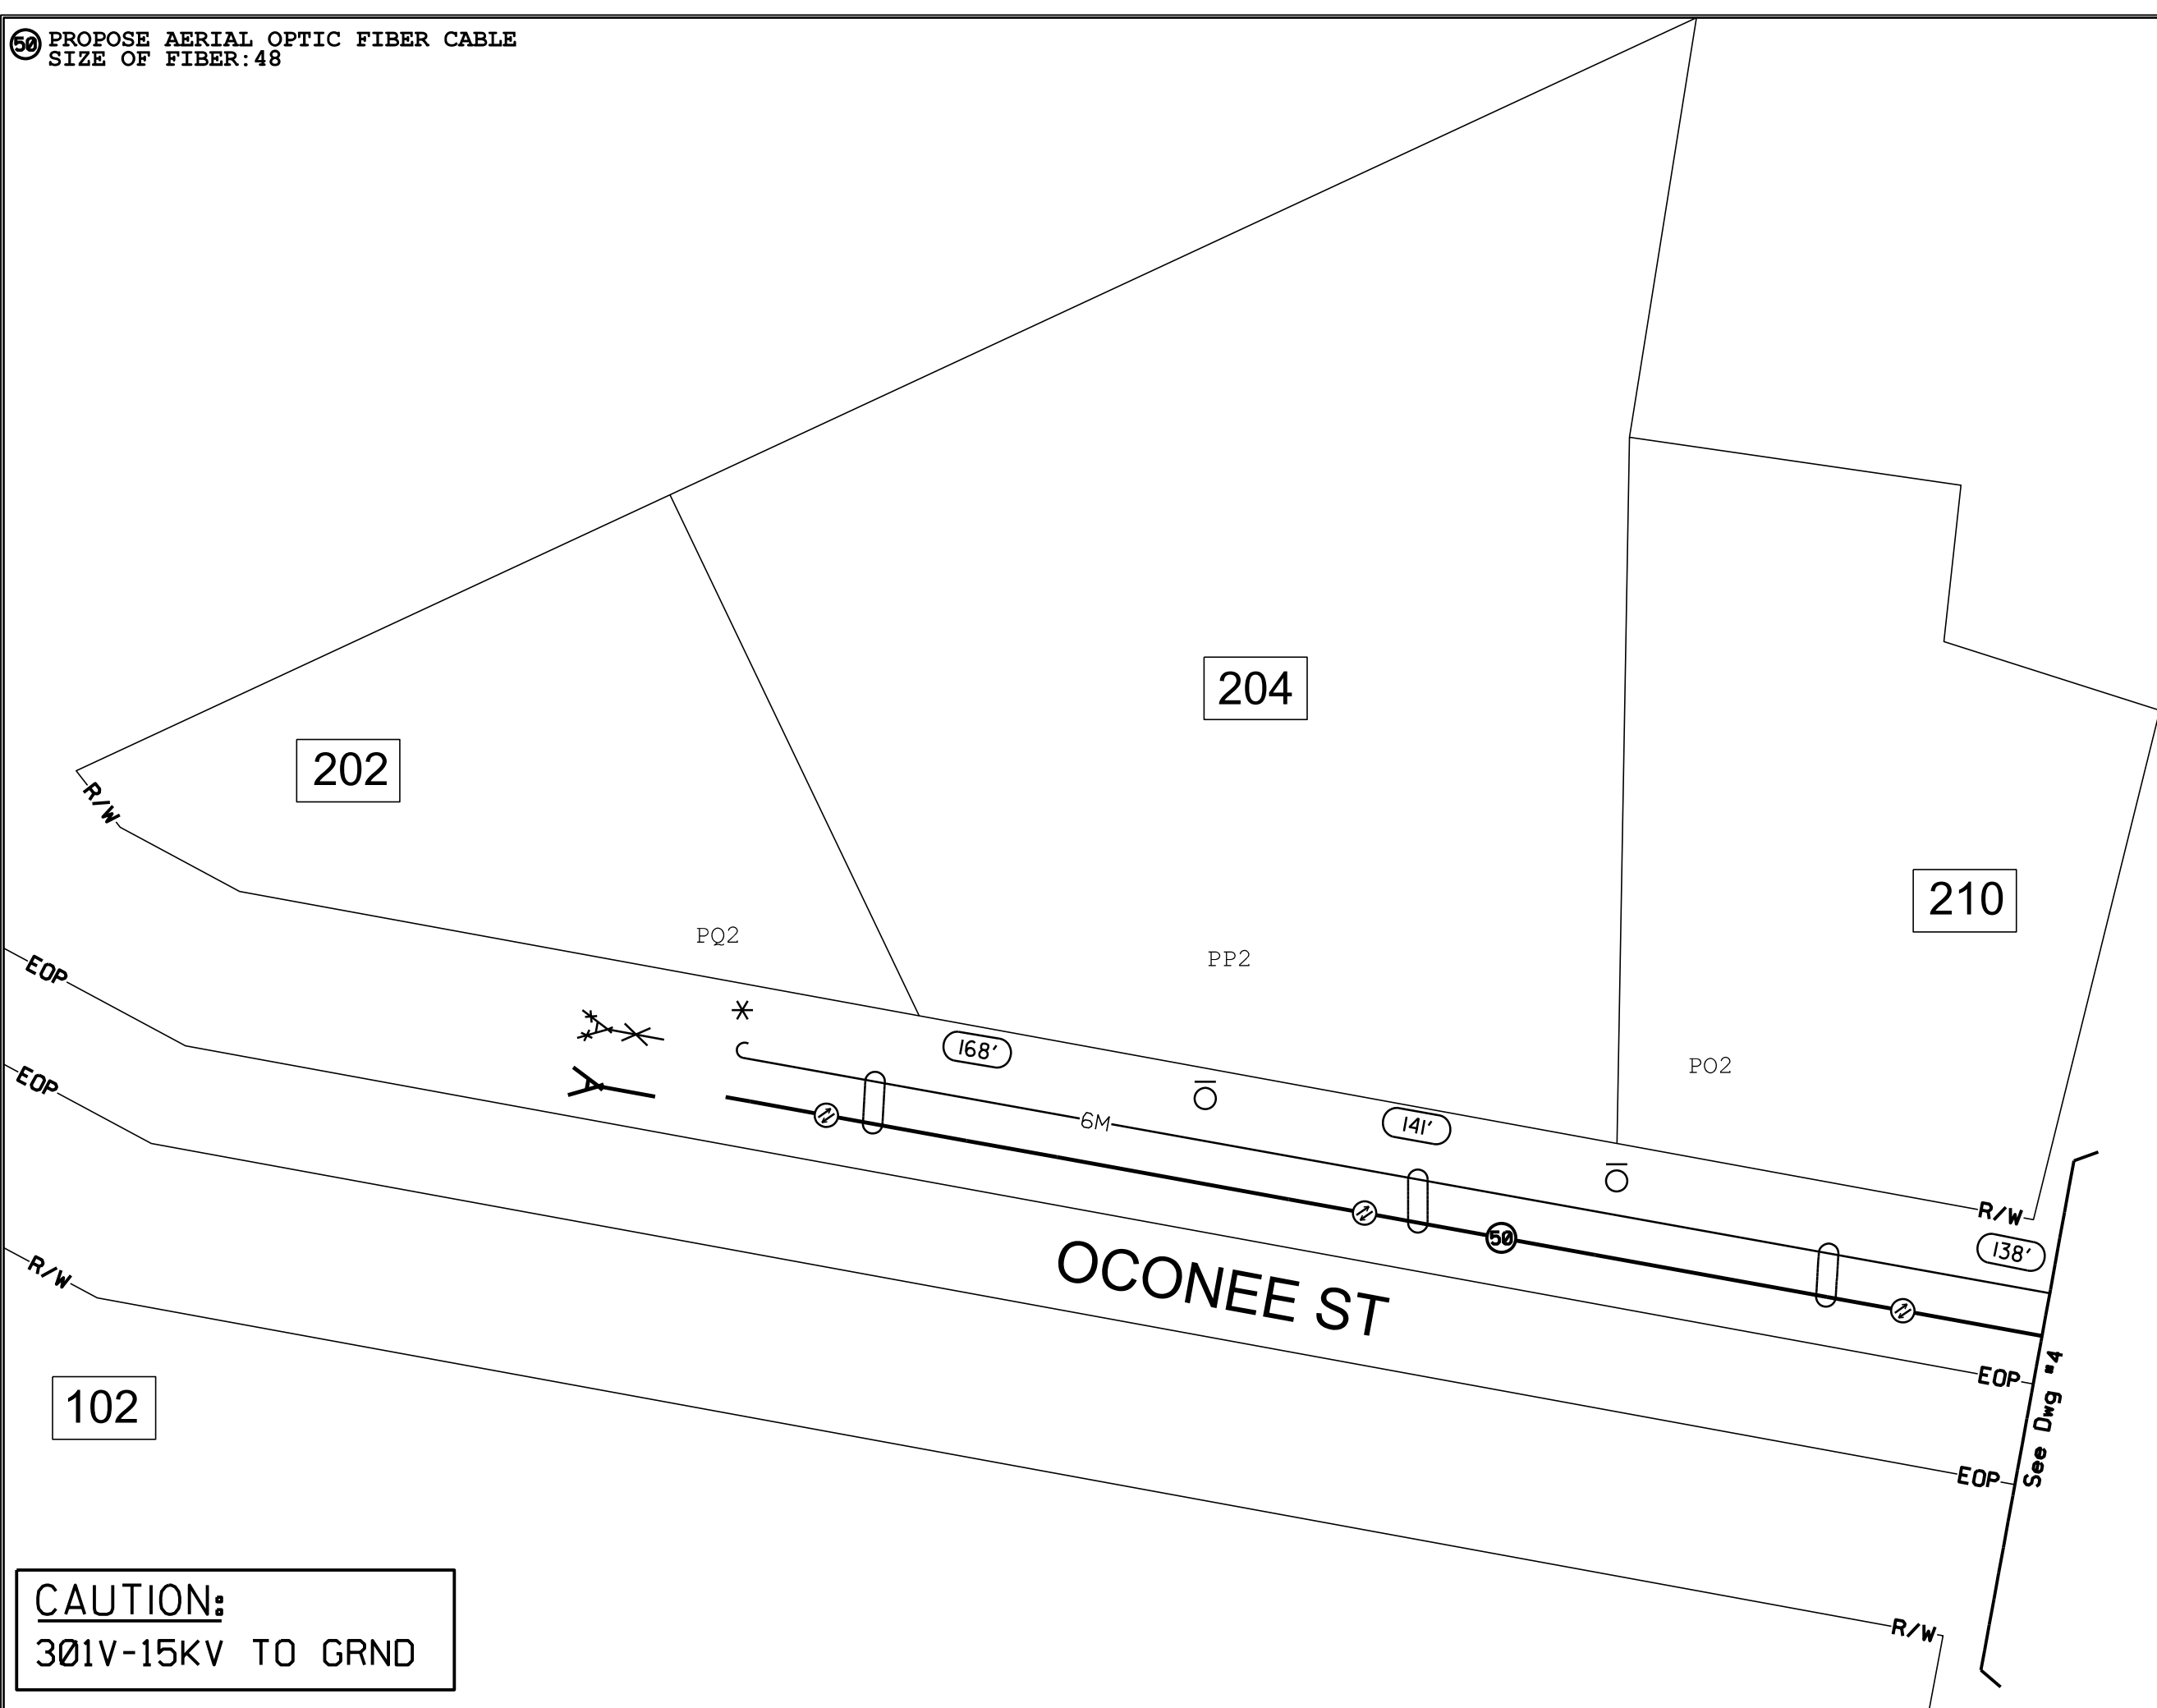 50 PROPOSE AERIAL OPTIC FIBER CABLE
SIZE OF FIBER:48
204
202
R/W
210
PQ2
PP2
EOP
168'
PO2
EOP
6M
141'
R/W
R/W
50
138'
OCONEE ST
EOP
See Dwg #4
102
EOP
CAUTION:
301V-15KV TO GRND
R/W